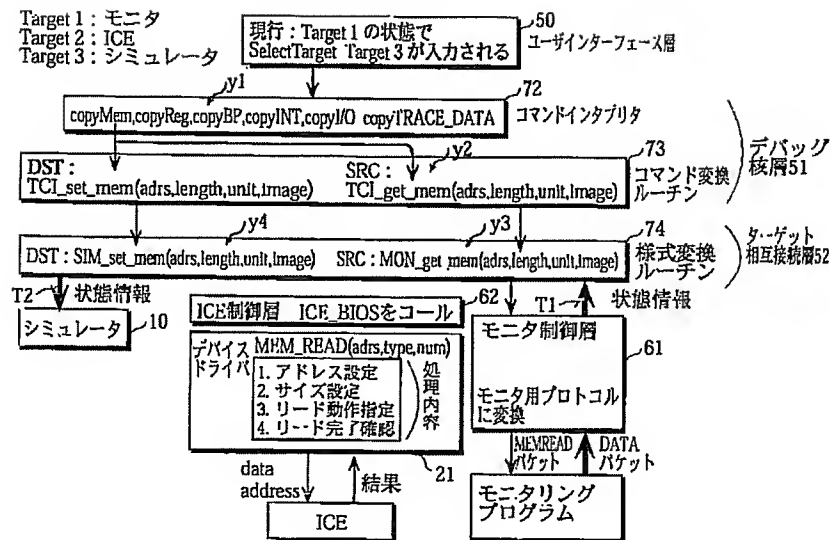 Target 1：モニタ
Target 2：ICE
Target 3：シミュレータ
現行：Target 1 の状態で
SelectTarget Target 3 が入力される
50
ユーザインターフェース層
y1
72
copyMem,copyReg,copyBP,copyINT,copyI/O copyTRACE_DATA
コマンドインタプリタ
y2
73
DST：
TCI_set_mem(adrs,length,unit,image)
SRC：
TCI_get_mem(adrs,length,unit,image)
コマンド変換
ルーチン
デバッグ
核層51
y4
y3
74
DST：SIM_set_mem(adrs,length,unit,image)
SRC：MON_get_mem(adrs,length,unit,image)
様式変換
ルーチン
ターゲット
相互接続層52
T2
状態情報
シミュレータ
10
62
ICE制御層 ICE_BIOSをコール
T1
状態情報
デバイス
ドライバ
MEM_READ(adrs,type,num)
1. アドレス設定
2. サイズ設定
3. リード動作指定
4. リード完了確認
処理内容
21
モニタ制御層
モニタ用プロトコル
に変換
61
data
address
結果
ICE
MEMREAD
パケット
DATA
パケット
モニタリング
プログラム